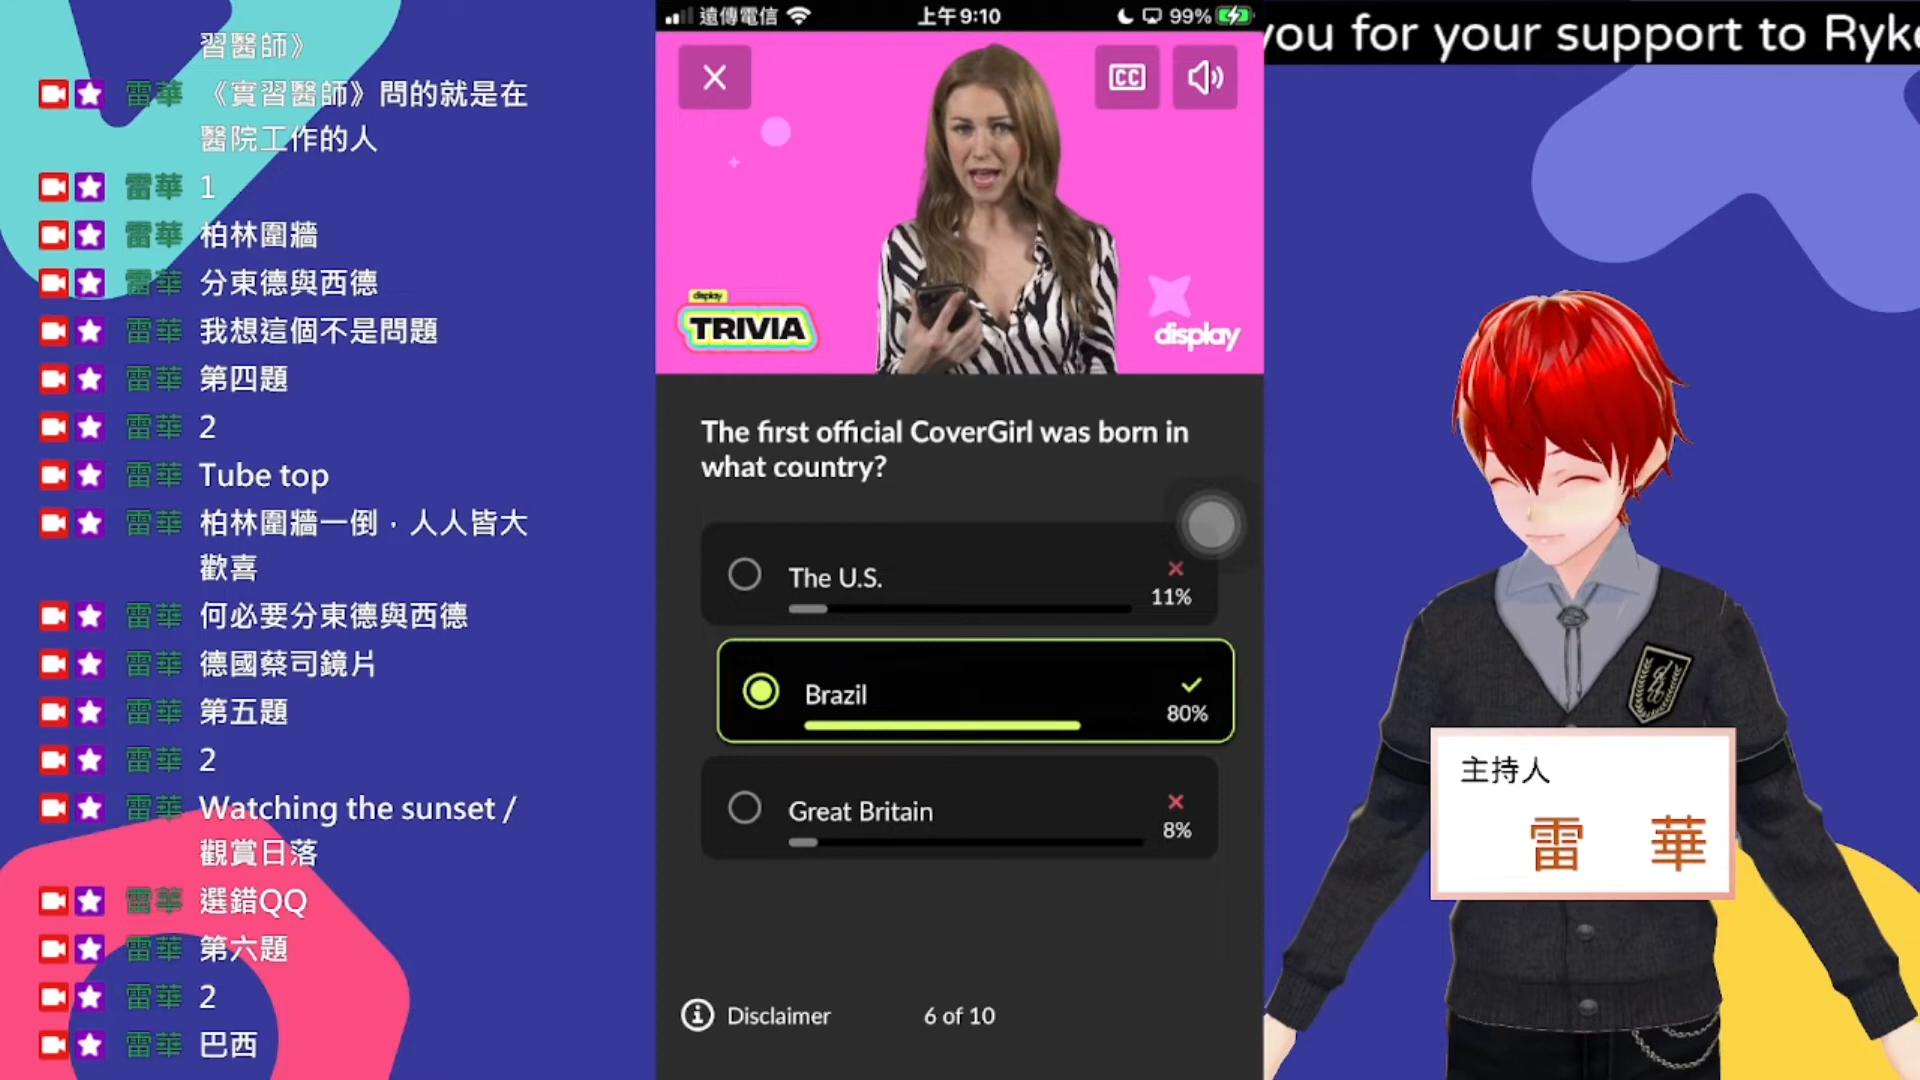 習醫師》
雷華 《實習醫師》問的就是在
醫院工作的人
雷華 1
雷華 柏林圍牆
雷華 分東德與西德
雷華 我想這個不是問題
雷華 第四題
雷華 2
雷華 Tube top
雷華 柏林圍牆一倒，人人皆大
歡喜
雷華 何必要分東德與西德
雷華 德國蔡司鏡片
雷華 第五題
雷華 2
雷華 Watching the sunset /
觀賞日落
雷華 選錯QQ
雷華 第六題
雷華 2
雷華 巴西
遠傳電信 上午9:10 99%
CC
display
TRIVIA
display
The first official CoverGirl was born in
what country?
The U.S.
11%
Brazil
80%
Great Britain
8%
Disclaimer 6 of 10
you for your support to Ryke
主持人
雷 華